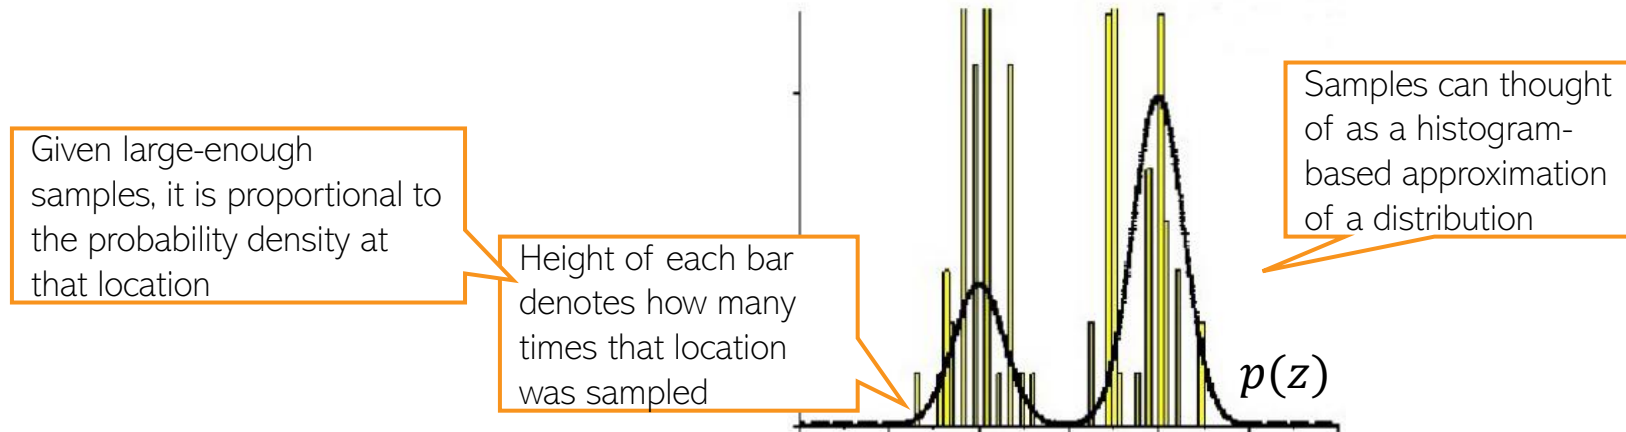 Given large-enough
samples, it is proportional to
the probability density at
that location
Height of each bar
denotes how many
times that location
was sampled
Samples can thought
of as a histogram-
based approximation
of a distribution
p(z)